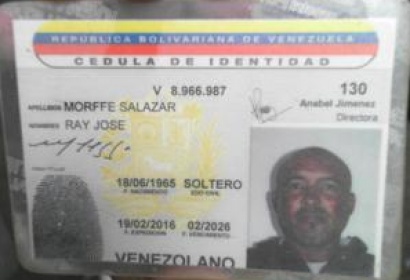 REPUBLICA BOLIVARIANA DE VENEZUELA
CEDULA DE IDENTIDAD
V 8.966.987 130
APELLIDOS MORFFE SALAZAR Anabel Jimenez
Directora
NOMBRES RAY JOSE
18/06/1965 SOLTERO
F. NACIMIENTO EDO CIVIL
19/02/2016 02/2026
F. EXPEDICION F. VENCIMIENTO
VENEZOLANO